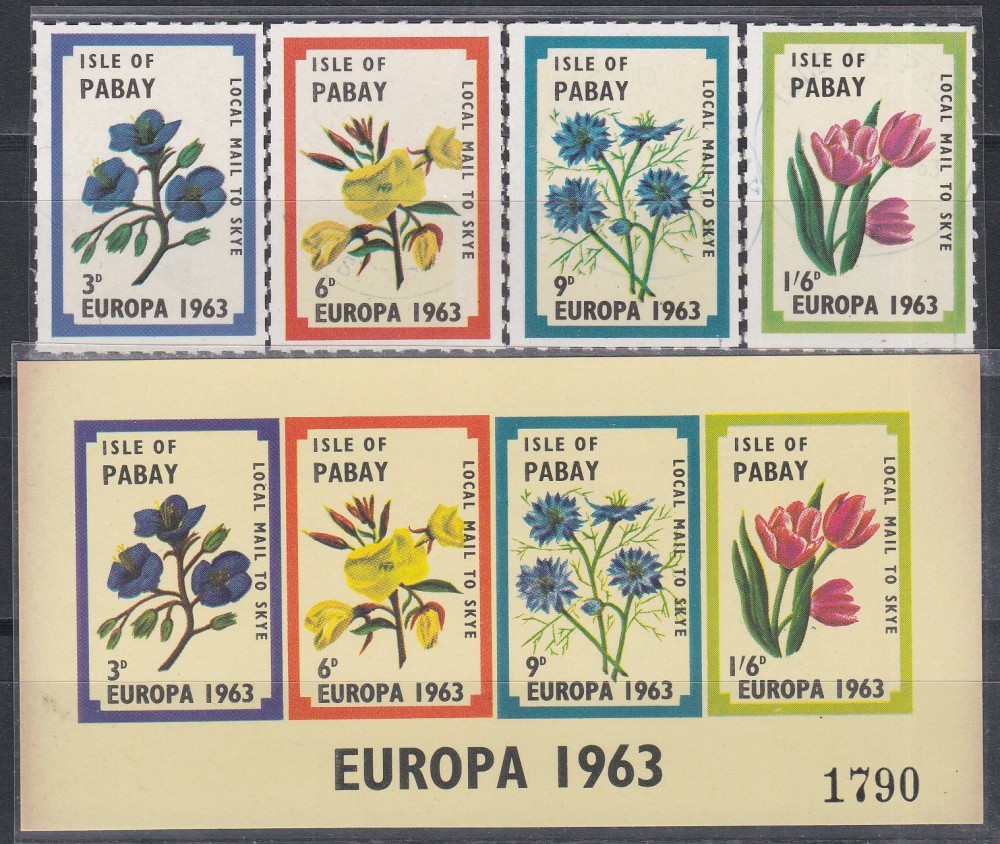 ISLE OF
PABAY
LOCAL MAIL TO SKYE
3D
EUROPA 1963
ISLE OF
PABAY
LOCAL MAIL TO SKYE
6D
EUROPA 1963
ISLE OF
PABAY
LOCAL MAIL TO SKYE
9D
EUROPA 1963
ISLE OF
PABAY
LOCAL MAIL TO SKYE
1/6D
EUROPA 1963
ISLE OF
PABAY
LOCAL MAIL TO SKYE
3D
EUROPA 1963
ISLE OF
PABAY
LOCAL MAIL TO SKYE
6D
EUROPA 1963
ISLE OF
PABAY
LOCAL MAIL TO SKYE
9D
EUROPA 1963
ISLE OF
PABAY
LOCAL MAIL TO SKYE
1/6D
EUROPA 1963
EUROPA 1963
1790